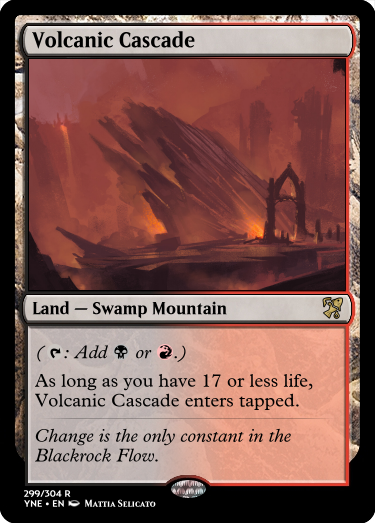 Volcanic Cascade
Land — Swamp Mountain
( : Add or .)
As long as you have 17 or less life,
Volcanic Cascade enters tapped.
Change is the only constant in the
Blackrock Flow.
299/304 R
YNE • EN Mattia Selicato